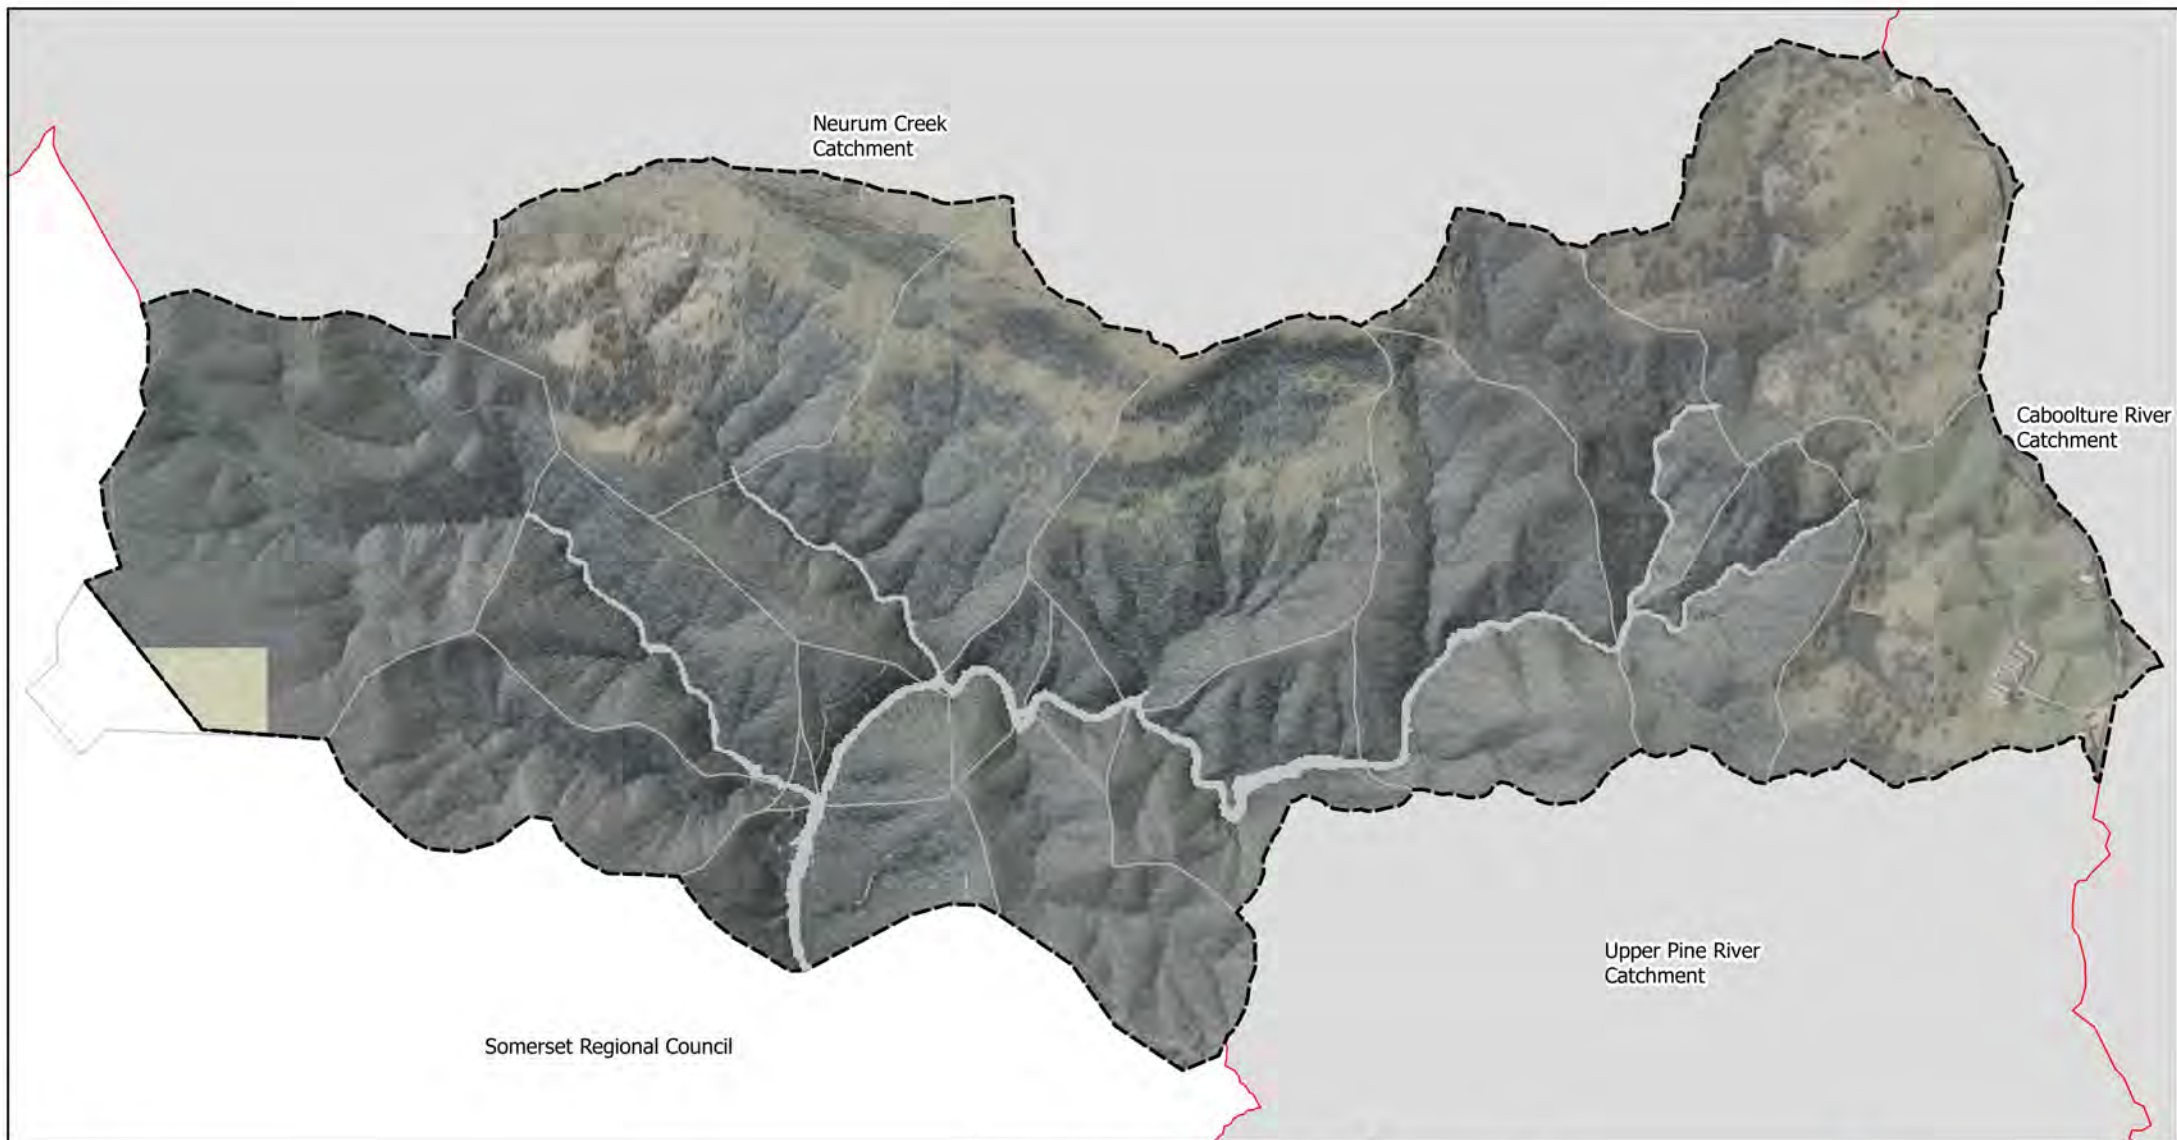 Neurum Creek
Catchment
Caboolture River
Catchment
Upper Pine River
Catchment
Somerset Regional Council